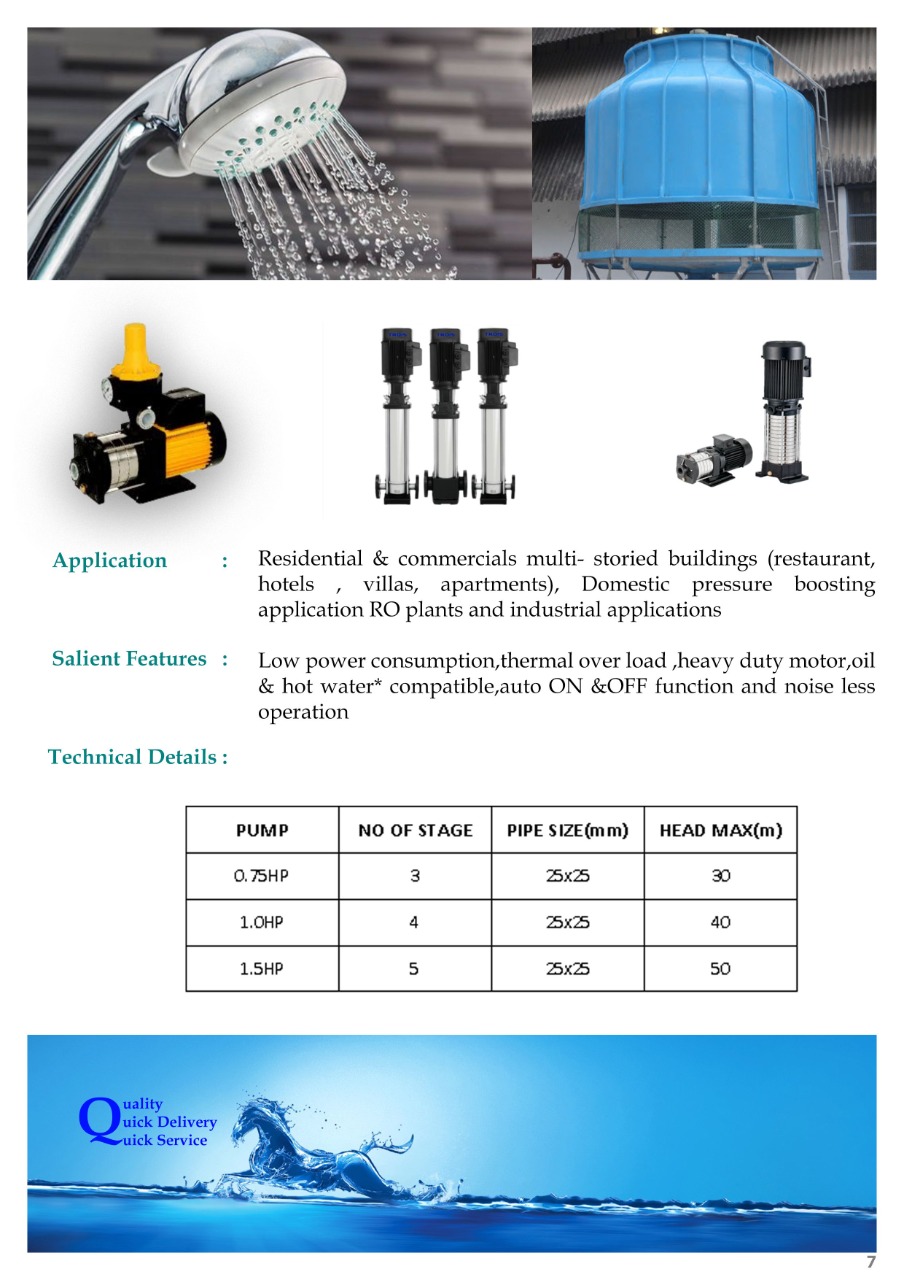 Application :
Residential & commercials multi- storied buildings (restaurant,
hotels , villas, apartments), Domestic pressure boosting
application RO plants and industrial applications
Salient Features :
Low power consumption,thermal over load ,heavy duty motor,oil
& hot water* compatible,auto ON &OFF function and noise less
operation
Technical Details :
PUMP NO OF STAGE PIPE SIZE(mm) HEAD MAX(m)
0.75HP 3 25x25 30
1.0HP 4 25x25 40
1.5HP 5 25x25 50
Quality
Quick Delivery
Quick Service
7